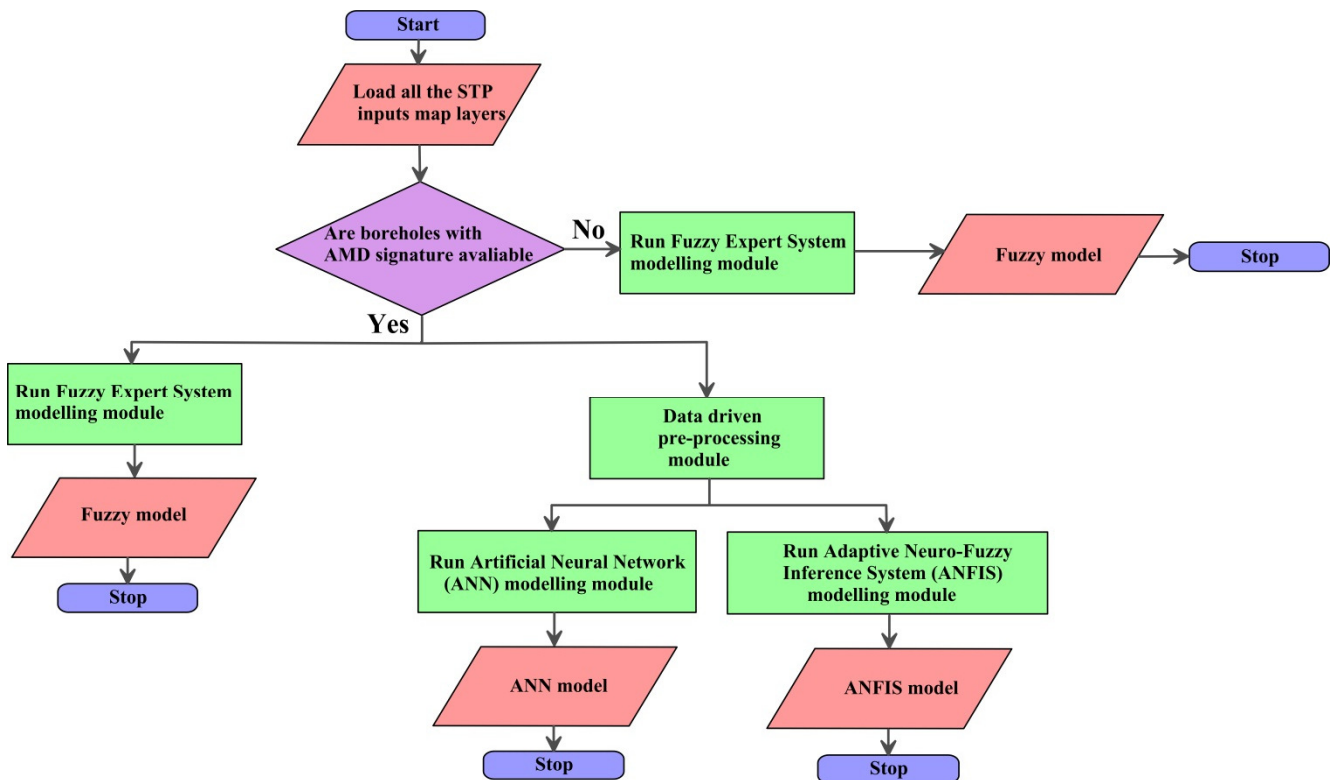 Start
Load all the STP
inputs map layers
Are boreholes with
AMD signature avaliable
No
Run Fuzzy Expert System
modelling module
Fuzzy model
Stop
Yes
Run Fuzzy Expert System
modelling module
Fuzzy model
Stop
Data driven
pre-processing
module
Run Artificial Neural Network
(ANN) modelling module
ANN model
Stop
Run Adaptive Neuro-Fuzzy
Inference System (ANFIS)
modelling module
ANFIS model
Stop